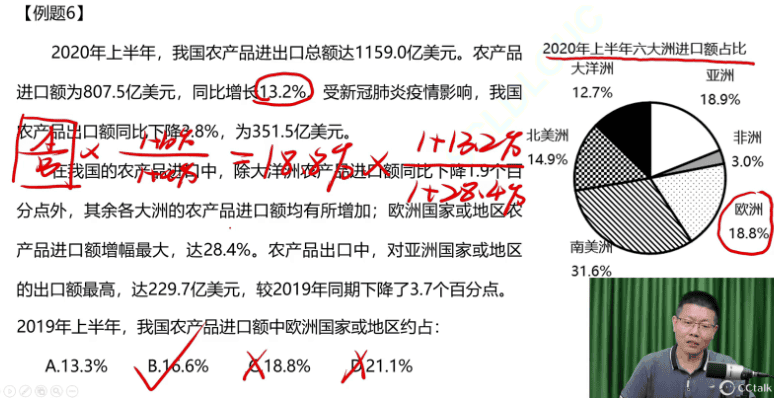 【例题6】
2020年上半年，我国农产品进出口总额达1159.0亿美元。农产品
进口额为807.5亿美元，同比增长13.2%。受新冠肺炎疫情影响，我国
农产品出口额同比下降3.8%，为351.5亿美元。
A/B × 1+b%/1+a% = 18.8% × 1+13.2%/1+28.4%
在我国的农产品进口中，除大洋洲农产品进口额同比下降1.9个百
分点外，其余各大洲的农产品进口额均有所增加；欧洲国家或地区农
产品进口额增幅最大，达28.4%。农产品出口中，对亚洲国家或地区
的出口额最高，达229.7亿美元，较2019年同期下降了3.7个百分点。
2019年上半年，我国农产品进口额中欧洲国家或地区约占：
A.13.3% B.16.6% C.18.8% D.21.1%
2020年上半年六大洲进口额占比
大洋洲
12.7%
亚洲
18.9%
北美洲
14.9%
非洲
3.0%
欧洲
18.8%
南美洲
31.6%
CCtalk